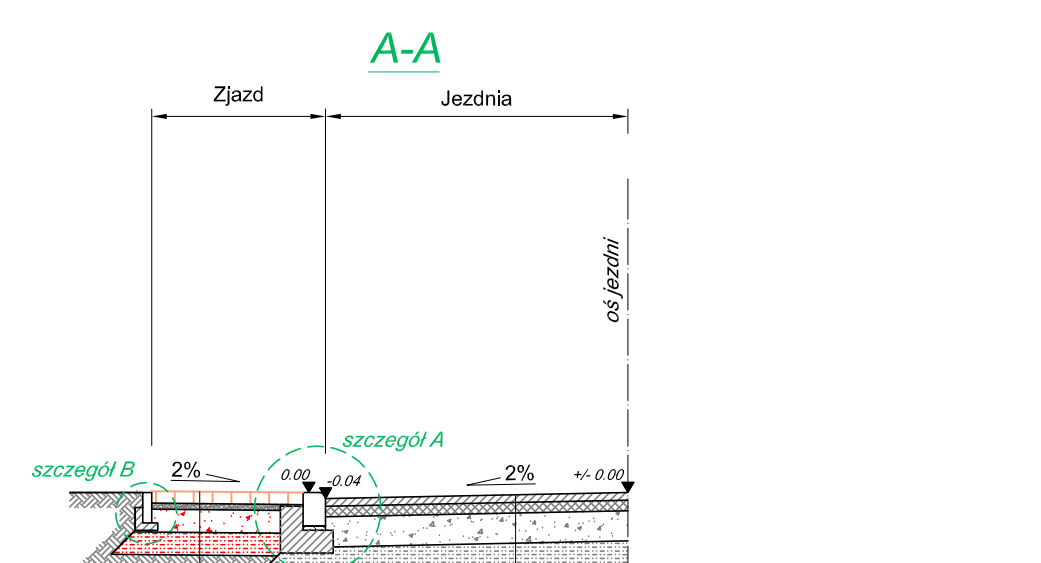 A-A
Zjazd
Jezdnia
oś jezdni
szczegół A
szczegół B
2%
0.00
-0.04
2%
+/- 0.00